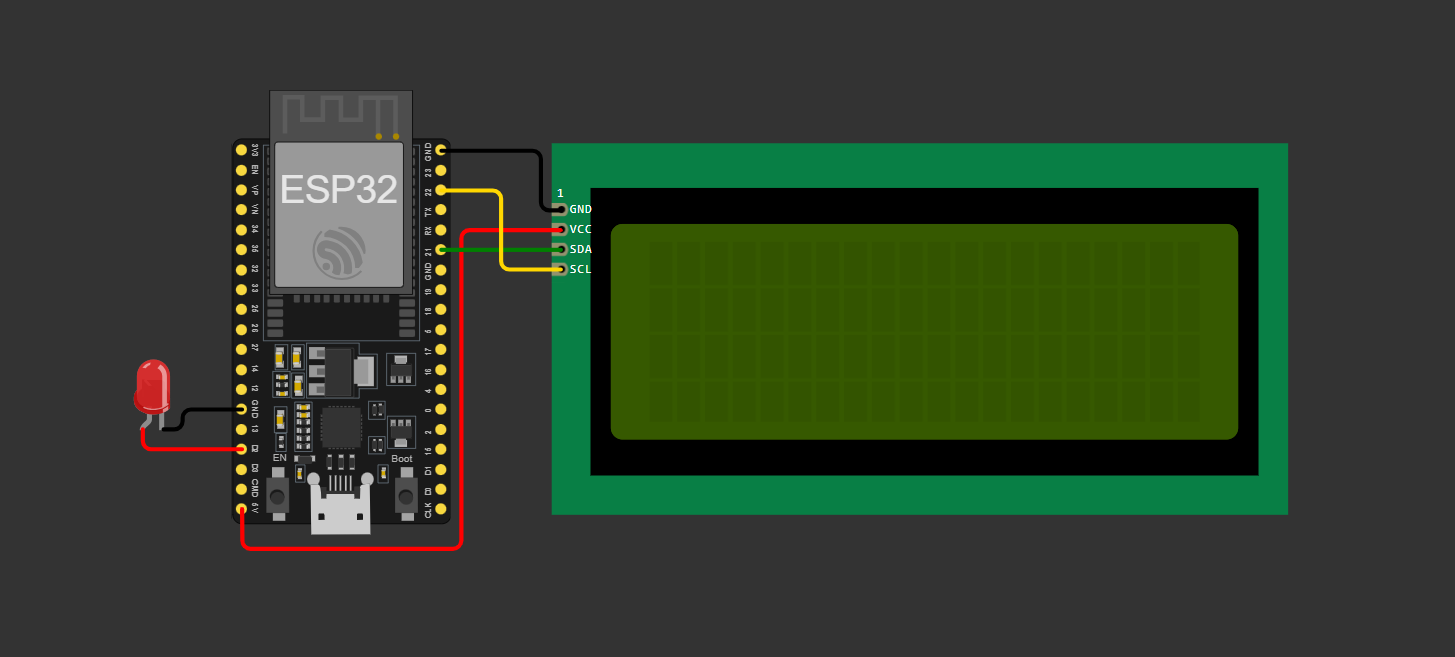 ESP32
3V3
EN
VP
VN
34
35
32
33
25
26
27
14
12
GND
13
D2
D3
CMD
5V
GND
23
22
TX
RX
21
GND
19
18
5
17
16
4
0
2
15
D1
D0
CLK
EN
Boot
1
GND
VCC
SDA
SCL